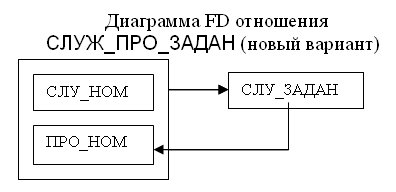 Диаграмма FD отношения
СЛУЖ_ПРО_ЗАДАН (новый вариант)
СЛУ_НОМ
СЛУ_ЗАДАН
ПРО_НОМ